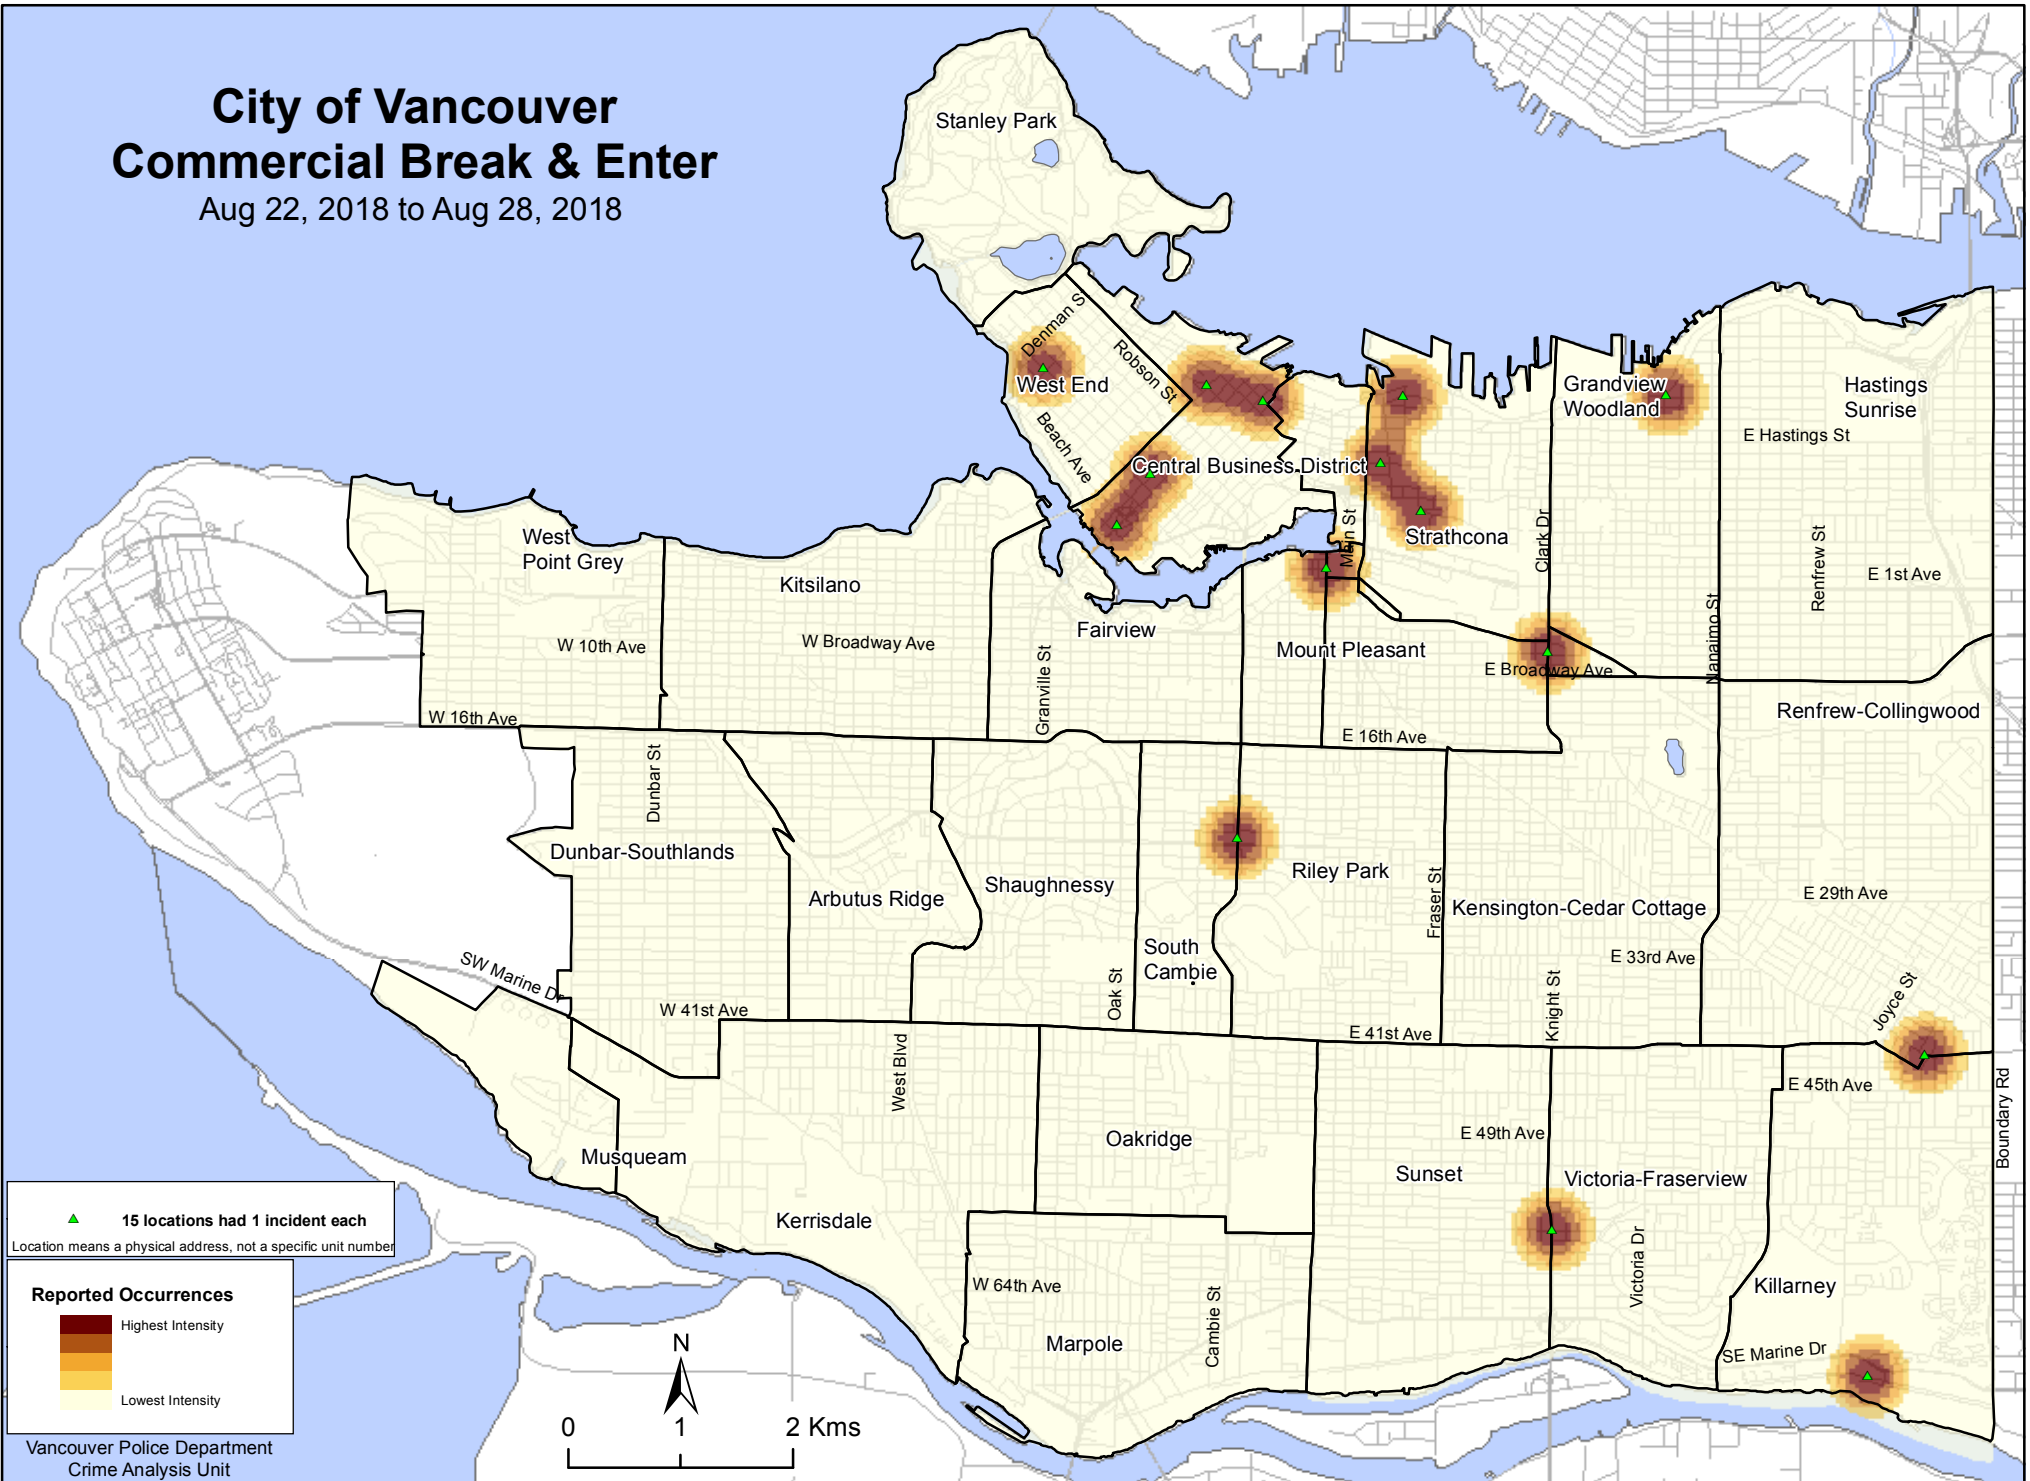 City of Vancouver
Commercial Break & Enter
Aug 22, 2018 to Aug 28, 2018
Stanley Park
Denman S
Robson St
West End
Beach Ave
Central Business District
Grandview
Woodland
Hastings
Sunrise
E Hastings St
Main St
Strathcona
Clark Dr
Nanaimo St
Renfrew St
E 1st Ave
West
Point Grey
Kitsilano
Fairview
Mount Pleasant
W 10th Ave
W Broadway Ave
Granville St
E Broadway Ave
W 16th Ave
E 16th Ave
Renfrew-Collingwood
Dunbar St
Dunbar-Southlands
Arbutus Ridge
Shaughnessy
Riley Park
Fraser St
Kensington-Cedar Cottage
E 29th Ave
South
Cambie
E 33rd Ave
SW Marine Dr
W 41st Ave
Oak St
E 41st Ave
Knight St
Joyce St
West Blvd
E 45th Ave
Boundary Rd
Musqueam
Oakridge
E 49th Ave
Sunset
Victoria-Fraserview
Kerrisdale
Victoria Dr
Killarney
W 64th Ave
Cambie St
Marpole
SE Marine Dr
15 locations had 1 incident each
Location means a physical address, not a specific unit number
Reported Occurrences
Highest Intensity
Lowest Intensity
Vancouver Police Department
Crime Analysis Unit
N
0 1 2 Kms